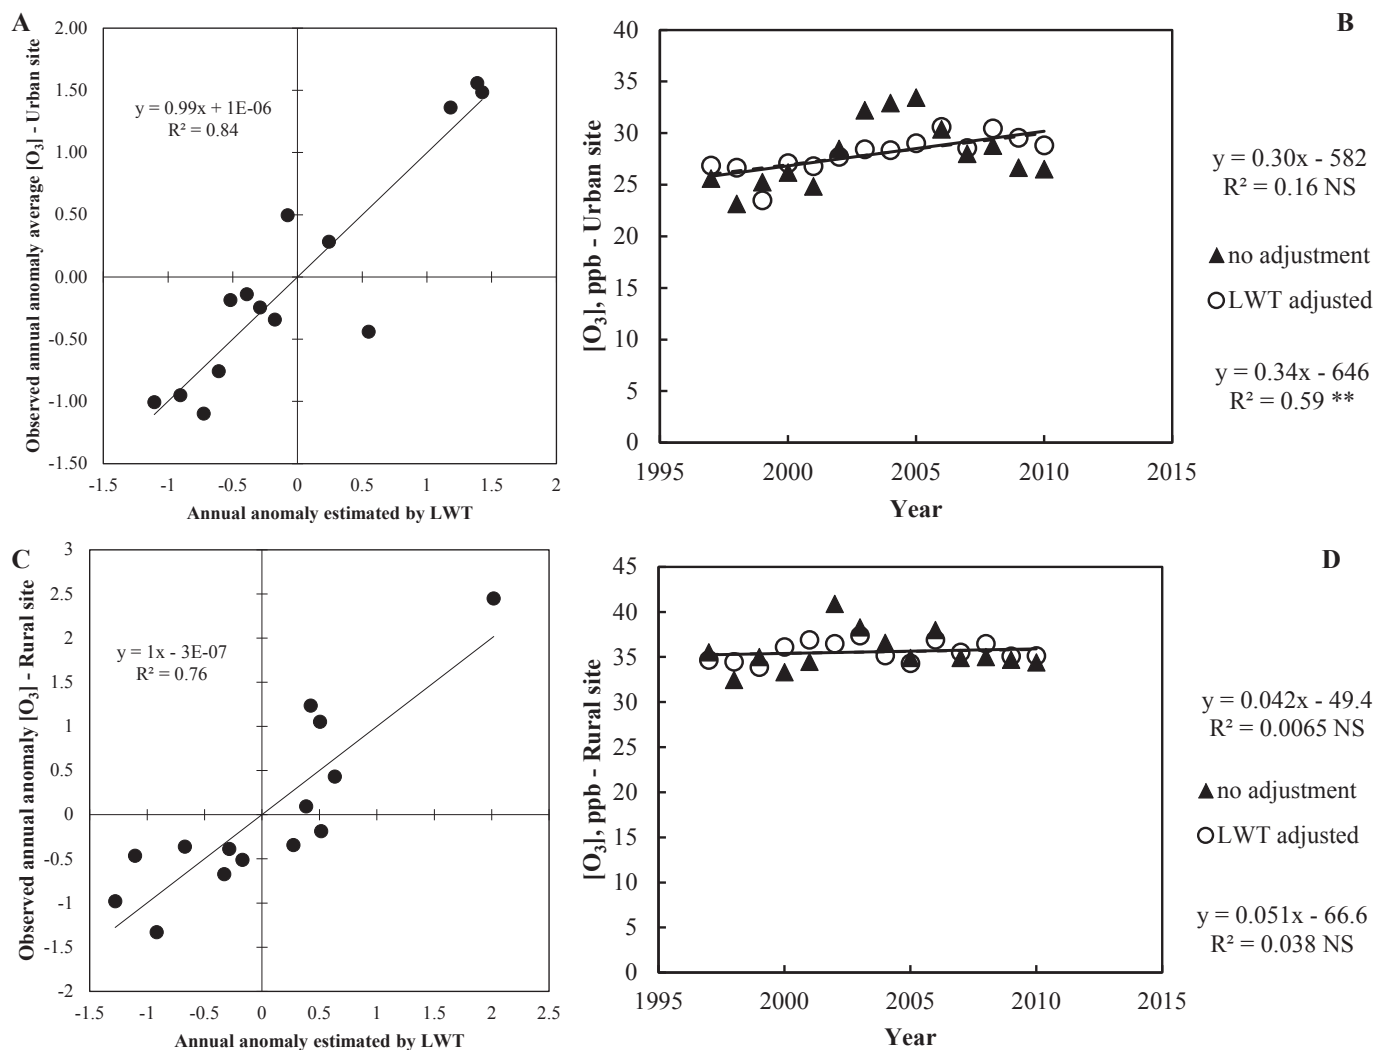 A
Observed annual anomaly average [O₃] - Urban site
2.00
1.50
1.00
0.50
0.00
-0.50
-1.00
-1.50
y = 0.99x + 1E-06
R² = 0.84
-1.5 -1 -0.5 0 0.5 1 1.5 2
Annual anomaly estimated by LWT
B
[O₃], ppb - Urban site
40
35
30
25
20
15
10
5
0
1995 2000 2005 2010 2015
Year
y = 0.30x - 582
R² = 0.16 NS
no adjustment
LWT adjusted
y = 0.34x - 646
R² = 0.59 **
C
Observed annual anomaly [O₃] - Rural site
3
2.5
2
1.5
1
0.5
0
-0.5
-1
-1.5
-2
y = 1x - 3E-07
R² = 0.76
-1.5 -1 -0.5 0 0.5 1 1.5 2 2.5
Annual anomaly estimated by LWT
D
[O₃], ppb - Rural site
45
40
35
30
25
20
15
10
5
0
1995 2000 2005 2010 2015
Year
y = 0.042x - 49.4
R² = 0.0065 NS
no adjustment
LWT adjusted
y = 0.051x - 66.6
R² = 0.038 NS